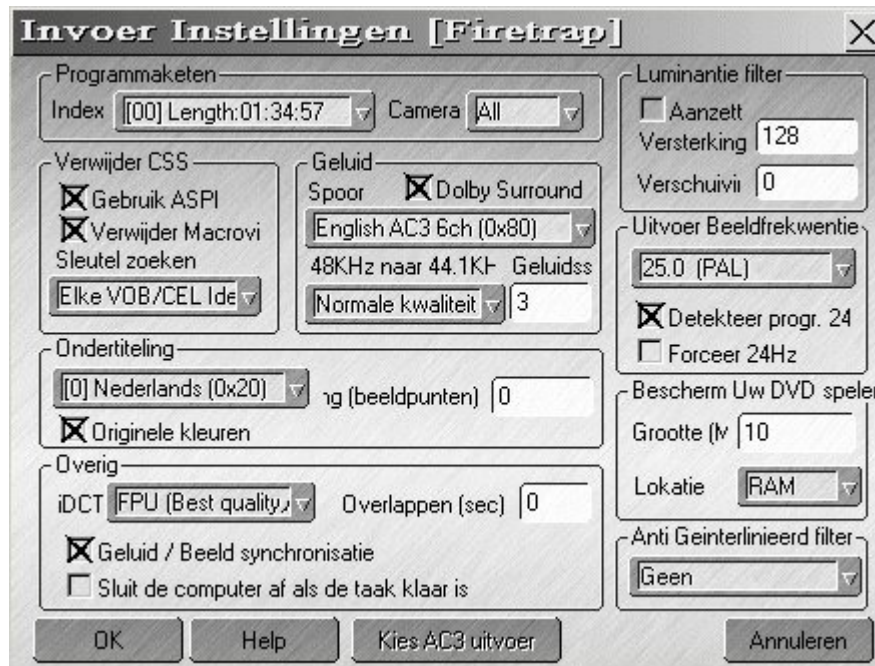 Invoer Instellingen [Firetrap]
Programmaketen
Index [00] Length:01:34:57 Camera All
Verwijder CSS
Gebruik ASPI
Verwijder Macrovi
Sleutel zoeken
Elke VOB/CEL Ide
Geluid
Spoor Dolby Surround
English AC3 6ch (0x80)
48KHz naar 44.1KH Geluidss
Normale kwaliteit 3
Ondertiteling
[0] Nederlands (0x20) ng (beeldpunten) 0
Originele kleuren
Overig
iDCT FPU (Best quality, Overlappen (sec) 0
Geluid / Beeld synchronisatie
Sluit de computer af als de taak klaar is
Luminantie filter
Aanzett
Versterking 128
Verschuivii 0
Uitvoer Beeldfrekwentie
25.0 (PAL)
Detekteer progr. 24
Forceer 24Hz
Bescherm Uw DVD speler
Grootte (M 10
Lokatie RAM
Anti Geinterlinieerd filter
Geen
OK Help Kies AC3 uitvoer Annuleren